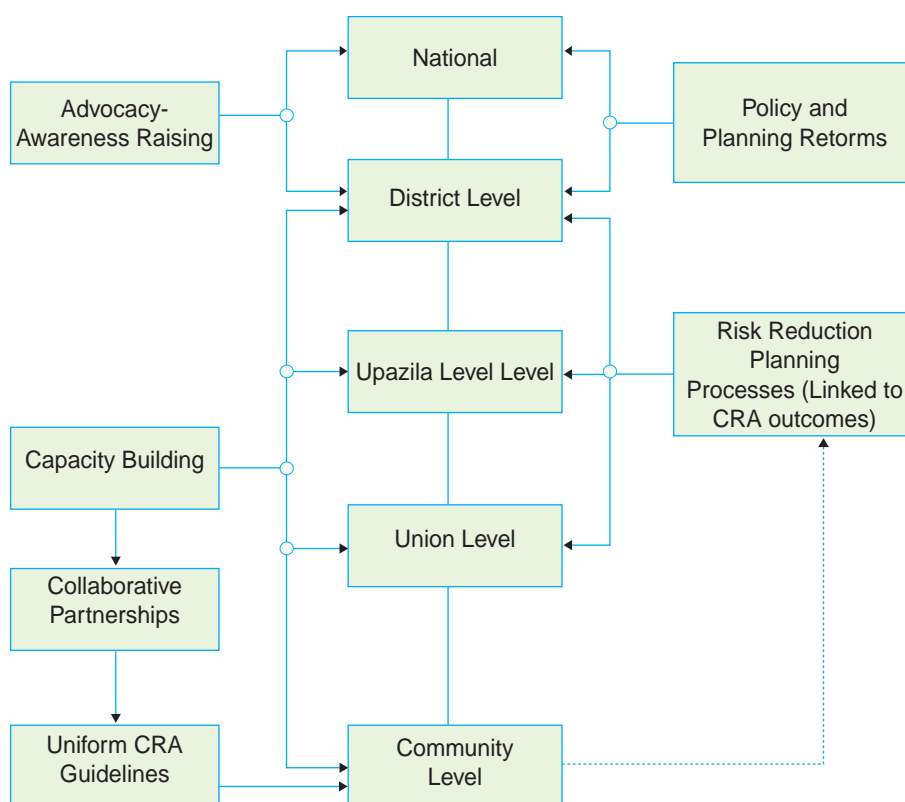 National
Advocacy-
Awareness Raising
Policy and
Planning Retorms
District Level
Upazila Level Level
Risk Reduction
Planning
Processes (Linked to
CRA outcomes)
Capacity Building
Union Level
Collaborative
Partnerships
Uniform CRA
Guidelines
Community
Level